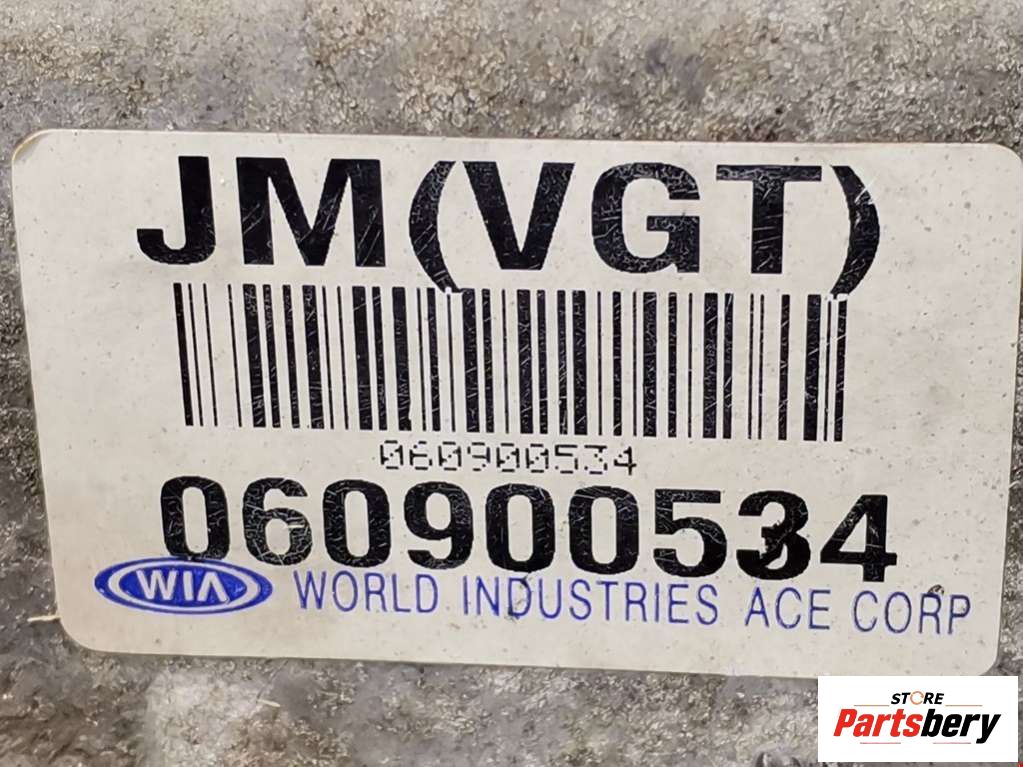 JM(VGT)
060900534
060900534
WIA WORLD INDUSTRIES ACE CORP
STORE
Partsbery